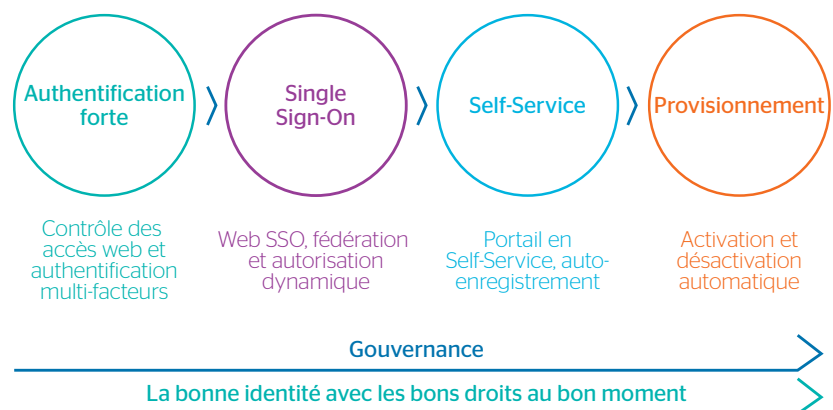 Authentification
forte
Single
Sign-On
Self-Service
Provisionnement
Contrôle des
accès web et
authentification
multi-facteurs
Web SSO, fédération
et autorisation
dynamique
Portail en
Self-Service, auto-
enregistrement
Activation et
désactivation
automatique
Gouvernance
La bonne identité avec les bons droits au bon moment